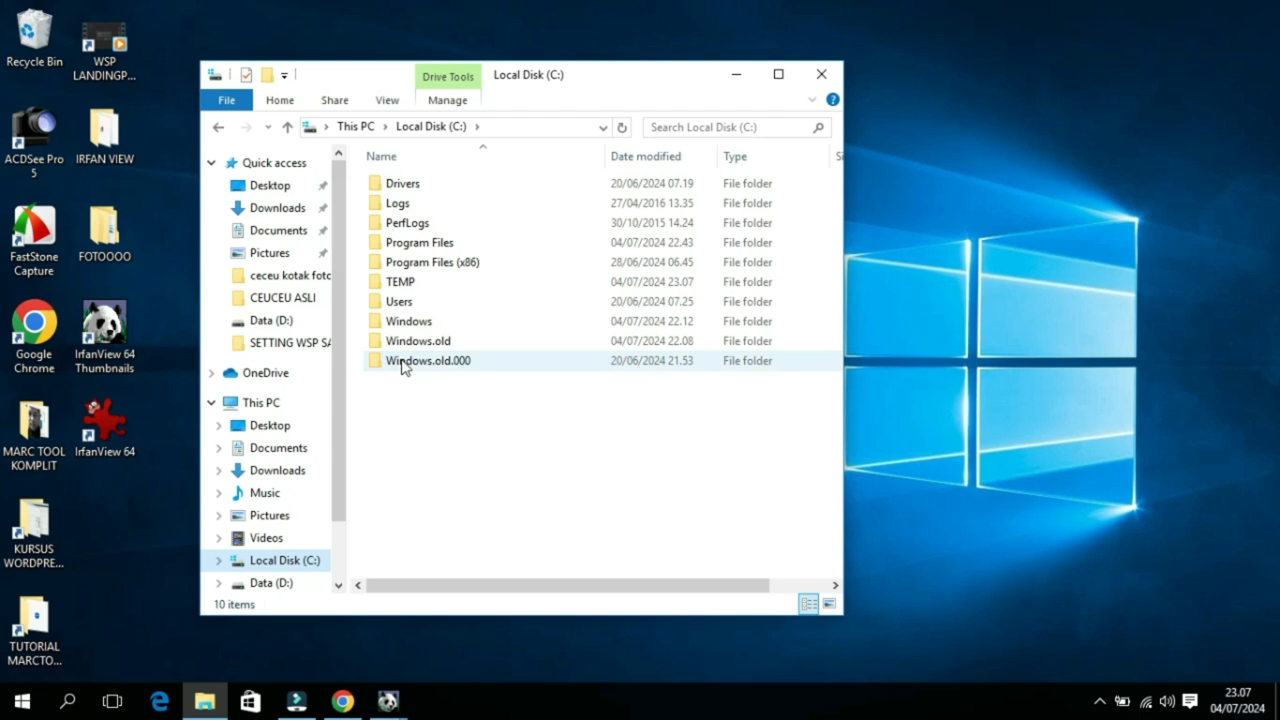 Recycle Bin
WSP
LANDINGP...
ACDSee Pro
5
IRFAN VIEW
FastStone
Capture
FOTOOOO
Google
Chrome
IrfanView 64
Thumbnails
MARC TOOL
KOMPLIT
IrfanView 64
KURSUS
WORDPRE...
TUTORIAL
MARCTO...
Drive Tools
Local Disk (C:)
File
Home
Share
View
Manage
This PC > Local Disk (C:) >
Search Local Disk (C:)
Quick access
Desktop
Downloads
Documents
Pictures
ceceu kotak foto
CEUCEU ASLI
Data (D:)
SETTING WSP SA
OneDrive
This PC
Desktop
Documents
Downloads
Music
Pictures
Videos
Local Disk (C:)
Data (D:)
Name Date modified Type Si
Drivers 20/06/2024 07.19 File folder
Logs 27/04/2016 13.35 File folder
PerfLogs 30/10/2015 14.24 File folder
Program Files 04/07/2024 22.43 File folder
Program Files (x86) 28/06/2024 06.45 File folder
TEMP 04/07/2024 23.07 File folder
Users 20/06/2024 07.25 File folder
Windows 04/07/2024 22.12 File folder
Windows.old 04/07/2024 22.08 File folder
Windows.old.000 20/06/2024 21.53 File folder
10 items
23.07
04/07/2024